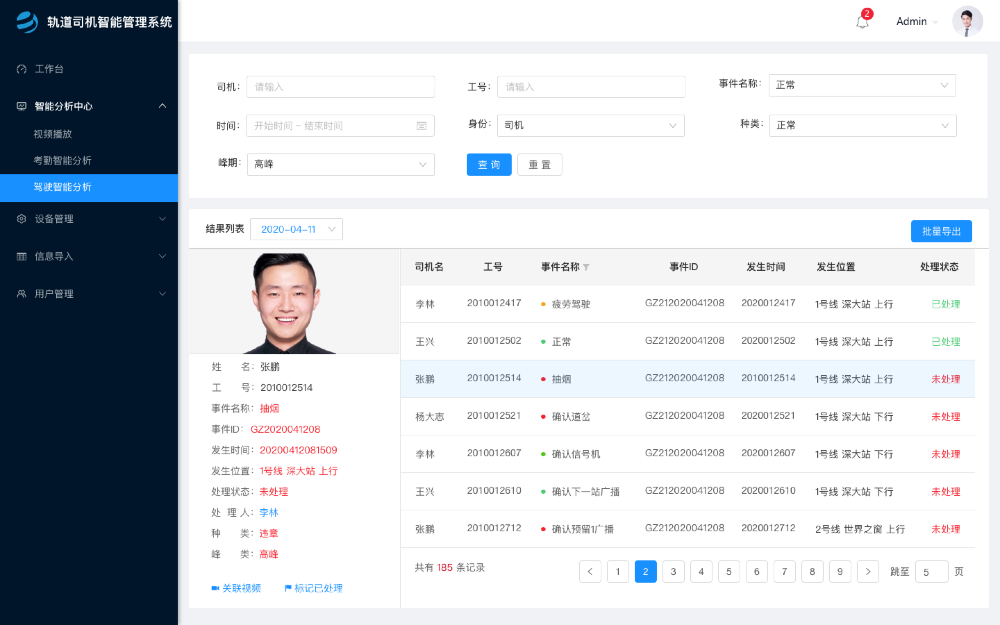 轨道司机智能管理系统
2
Admin
工作台
智能分析中心
视频播放
考勤智能分析
驾驶智能分析
设备管理
信息导入
用户管理
司机： 请输入
工号： 请输入
事件名称： 正常
时间： 开始时间 ~ 结束时间
身份： 司机
种类： 正常
峰期： 高峰
查 询
重 置
结果列表 2020-04-11
批量导出
姓 名： 张鹏
工 号： 2010012514
事件名称： 抽烟
事件ID： GZ2020041208
发生时间： 20200412081509
发生位置： 1号线 深大站 上行
处理状态： 未处理
处 理 人： 李林
种 类： 违章
峰 类： 高峰
关联视频 标记已处理
司机名 工号 事件名称 事件ID 发生时间 发生位置 处理状态
李林 2010012417 疲劳驾驶 GZ212020041208 2020012417 1号线 深大站 上行 已处理
王兴 2010012502 正常 GZ212020041208 2020012502 1号线 深大站 上行 已处理
张鹏 2010012514 抽烟 GZ212020041208 2010012514 1号线 深大站 上行 未处理
杨大志 2010012521 确认道岔 GZ212020041208 2020012521 1号线 深大站 下行 未处理
李林 2010012607 确认信号机 GZ212020041208 2020012607 1号线 深大站 下行 未处理
王兴 2010012610 确认下一站广播 GZ212020041208 2020012610 1号线 深大站 下行 未处理
张鹏 2010012712 确认预留1广播 GZ212020041208 2020012712 2号线 世界之窗 上行 未处理
共有 185 条记录
< 1 2 3 4 5 6 7 8 9 > 跳至 5 页